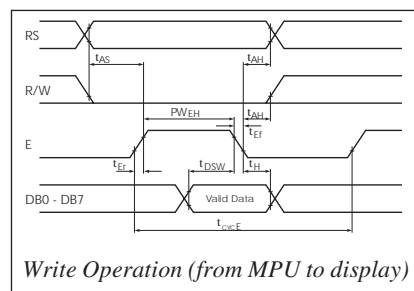 RS
tAS
tAH
R/W
PWEH
tAH
tEf
E
tEr
tDSW
tH
DB0 - DB7
Valid Data
tCYCE
Write Operation (from MPU to display)